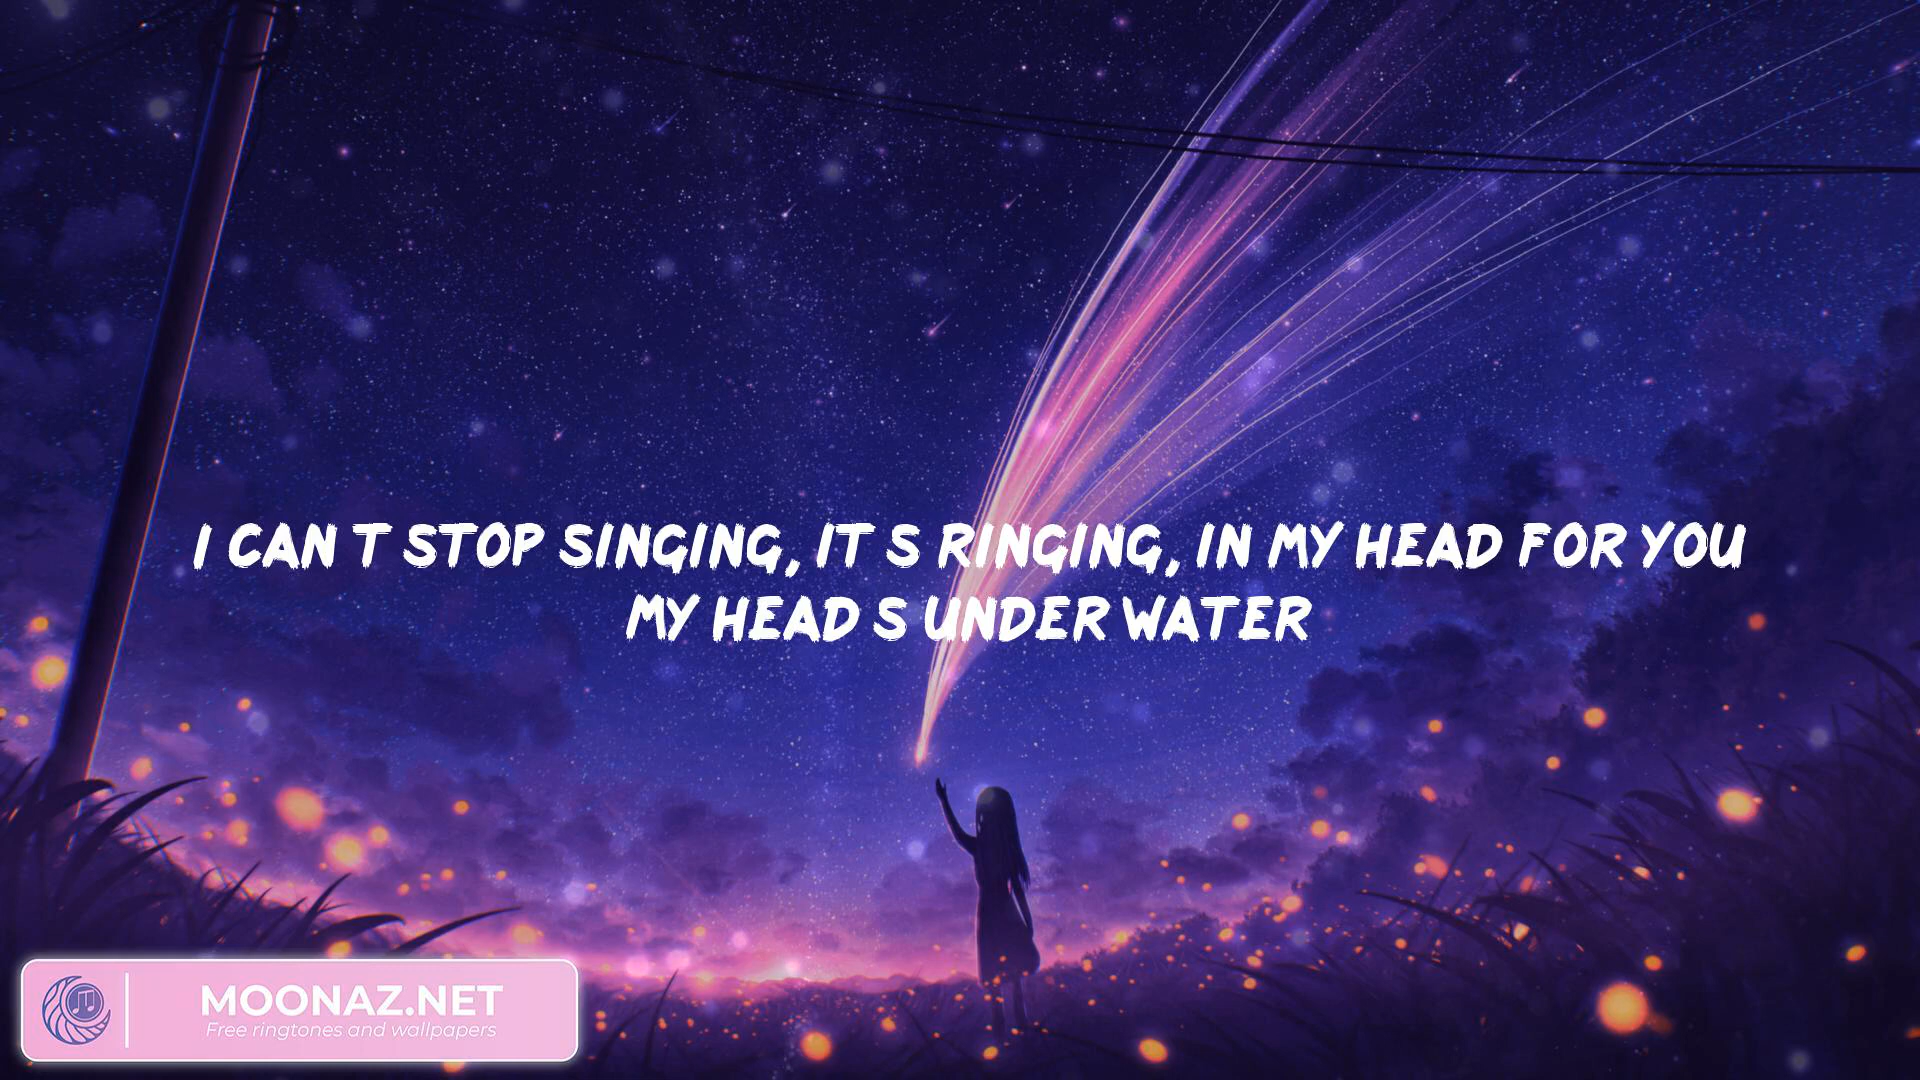 I CAN T STOP SINGING, IT S RINGING, IN MY HEAD FOR YOU
MY HEAD S UNDER WATER
MOONAZ.NET
Free ringtones and wallpapers